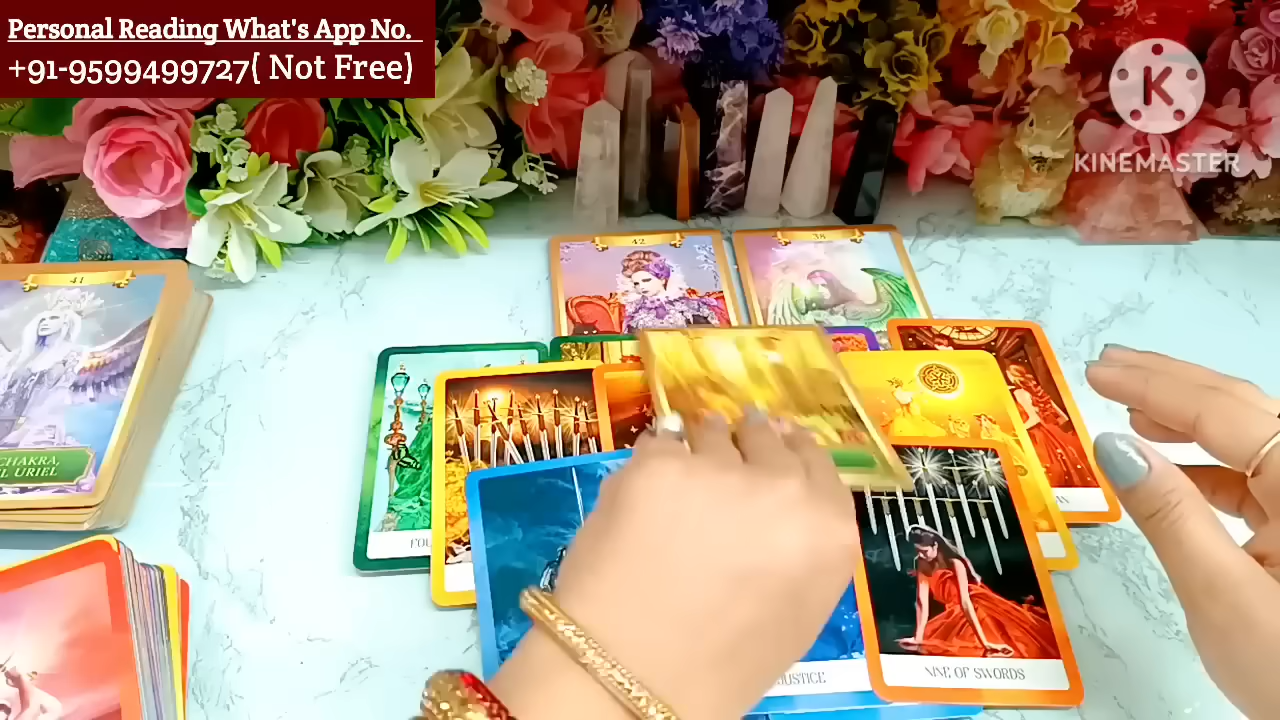 Personal Reading What's App No.
+91-9599499727( Not Free)
K
KINEMASTER
42
38
41
CHAKRA,
EL URIEL
FOU
JUSTICE
NINE OF SWORDS